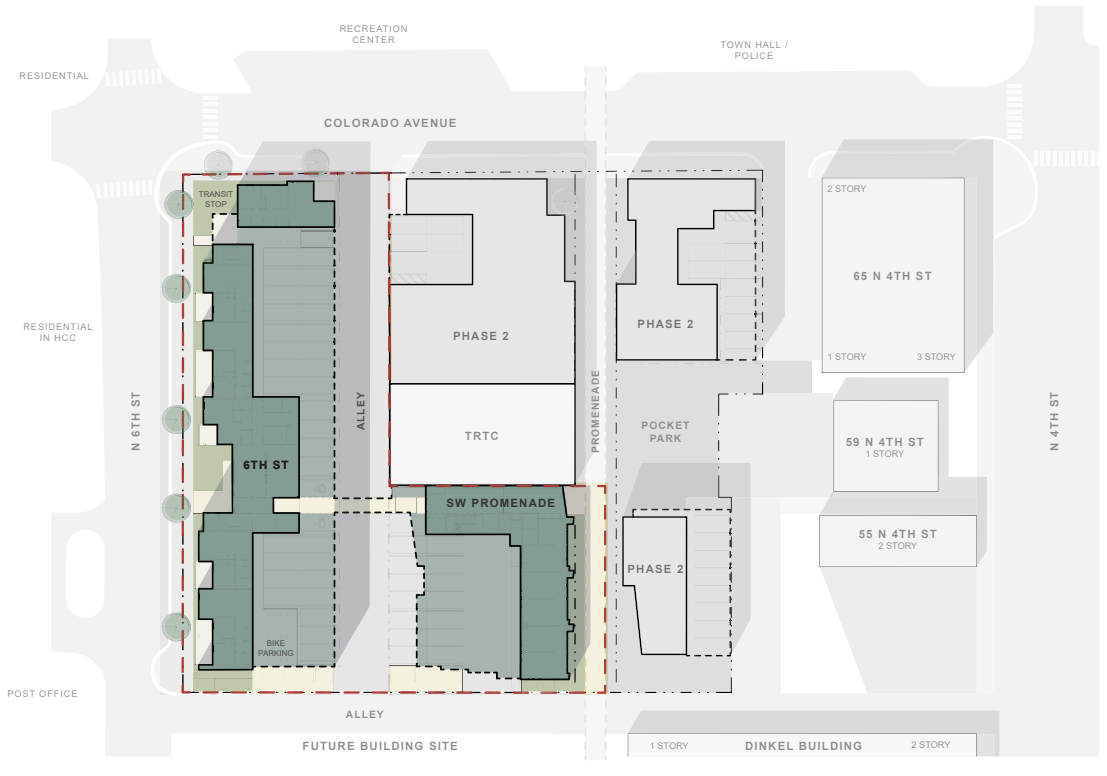 RECREATION
CENTER
TOWN HALL /
POLICE
RESIDENTIAL
COLORADO AVENUE
TRANSIT
STOP
2 STORY
65 N 4TH ST
1 STORY
3 STORY
RESIDENTIAL
IN HCC
PHASE 2
PHASE 2
N 6TH ST
ALLEY
PROMENEADE
N 4TH ST
TRTC
POCKET
PARK
59 N 4TH ST
1 STORY
6TH ST
SW PROMENADE
55 N 4TH ST
2 STORY
PHASE 2
BIKE
PARKING
POST OFFICE
ALLEY
FUTURE BUILDING SITE
1 STORY
DINKEL BUILDING
2 STORY